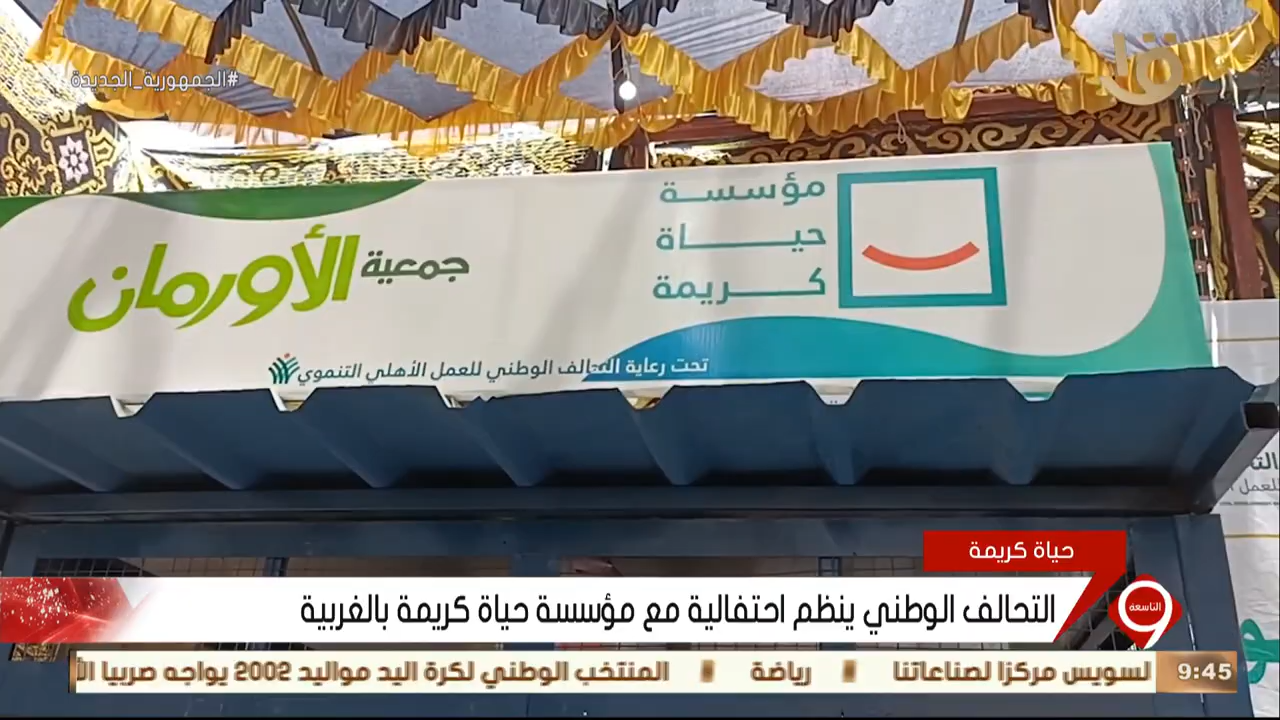 #الجمهورية_الجديدة
مؤسسة
حياة
كريمة
جمعية الأورمان
تحت رعاية التحالف الوطني للعمل الأهلي التنموي
حياة كريمة
التاسعة
9
التحالف الوطني ينظم احتفالية مع مؤسسة حياة كريمة بالغربية
9:45
لسويس مركزا لصناعاتنا
رياضة
المنتخب الوطني لكرة اليد مواليد 2002 يواجه صربيا